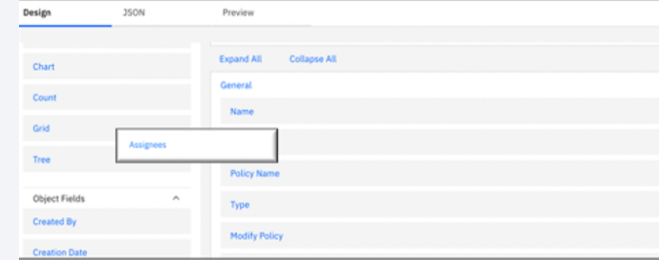 Design JSON Preview
Expand All Collapse All
Chart
General
Count
Name
Grid
Assignees
Tree
Policy Name
Object Fields
Type
Created By
Modify Policy
Creation Date